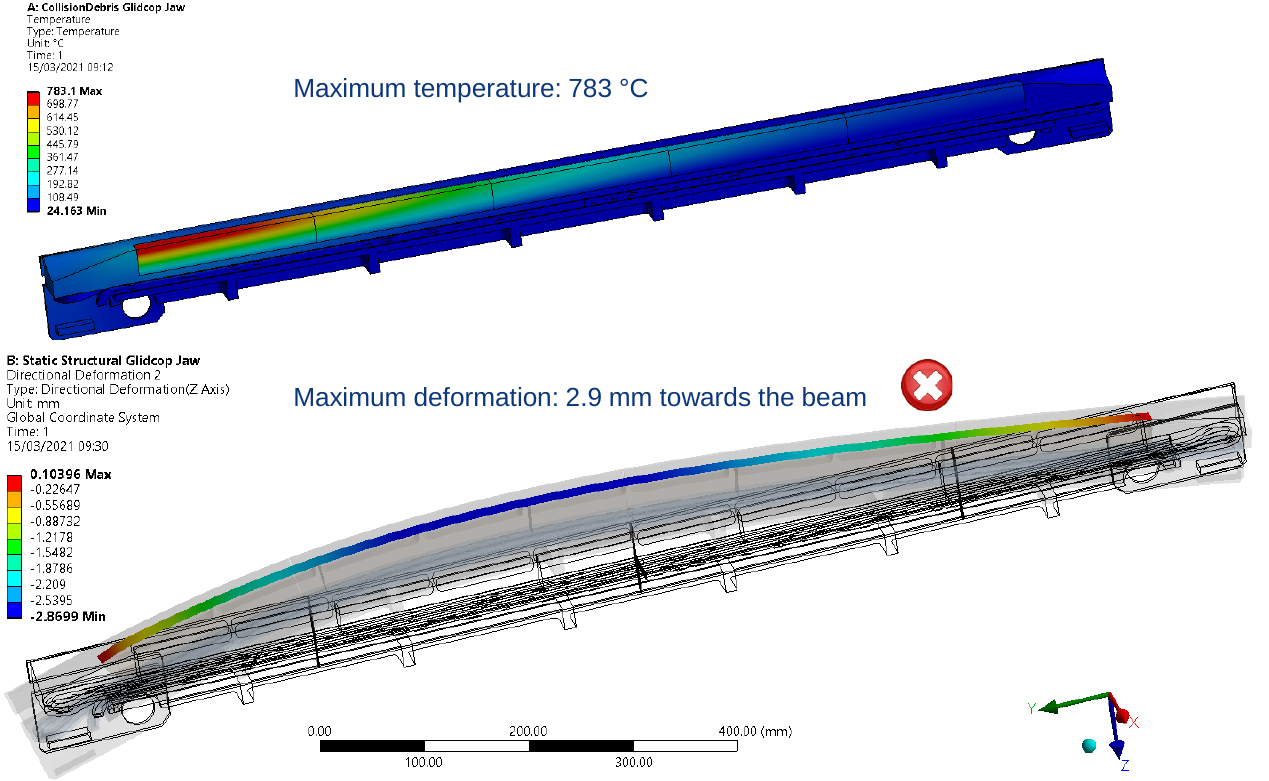 A: CollisionDebris Glidcop Jaw
Temperature
Type: Temperature
Unit: °C
Time: 1
15/03/2021 09:12
783.1 Max
698.77
614.45
530.12
445.79
361.47
277.14
192.82
108.49
24.163 Min
Maximum temperature: 783 °C
B: Static Structural Glidcop Jaw
Directional Deformation 2
Type: Directional Deformation(Z Axis)
Unit: mm
Global Coordinate System
Time: 1
15/03/2021 09:30
0.10396 Max
-0.22647
-0.55689
-0.88732
-1.2178
-1.5482
-1.8786
-2.209
-2.5395
-2.8699 Min
Maximum deformation: 2.9 mm towards the beam
0.00 200.00 400.00 (mm)
100.00 300.00
Y
X
Z